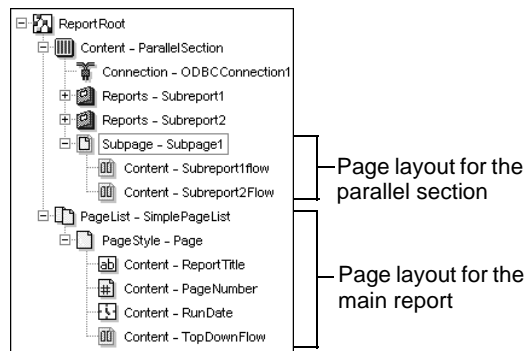 ReportRoot
Content - ParallelSection
Connection - ODBCConnection1
Reports - Subreport1
Reports - Subreport2
Subpage - Subpage1
Content - Subreport1flow
Content - Subreport2Flow
Page layout for the
parallel section
PageList - SimplePageList
PageStyle - Page
ab Content - ReportTitle
# Content - PageNumber
Content - RunDate
Content - TopDownFlow
Page layout for the
main report